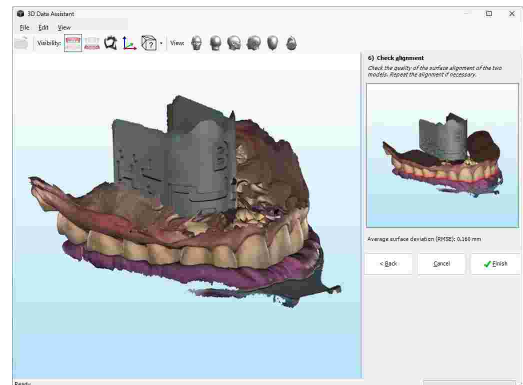 3D Data Assistant
File Edit View
Visibility: View:
6) Check alignment
Check the quality of the surface alignment of the two
models. Repeat the alignment if necessary.
B
Average surface deviation (RMSE): 0.160 mm
< Back Cancel Finish
Ready